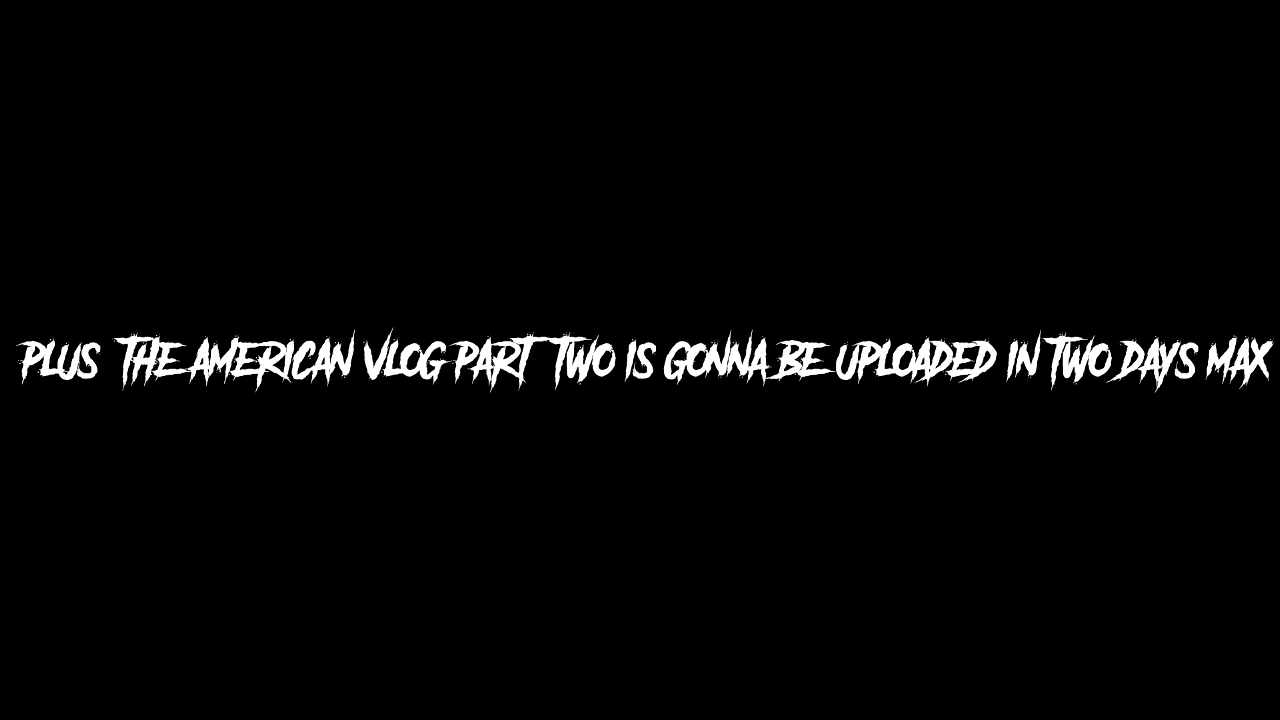 PLUS THE AMERICAN VLOG PART TWO IS GONNA BE UPLOADED IN TWO DAYS MAX